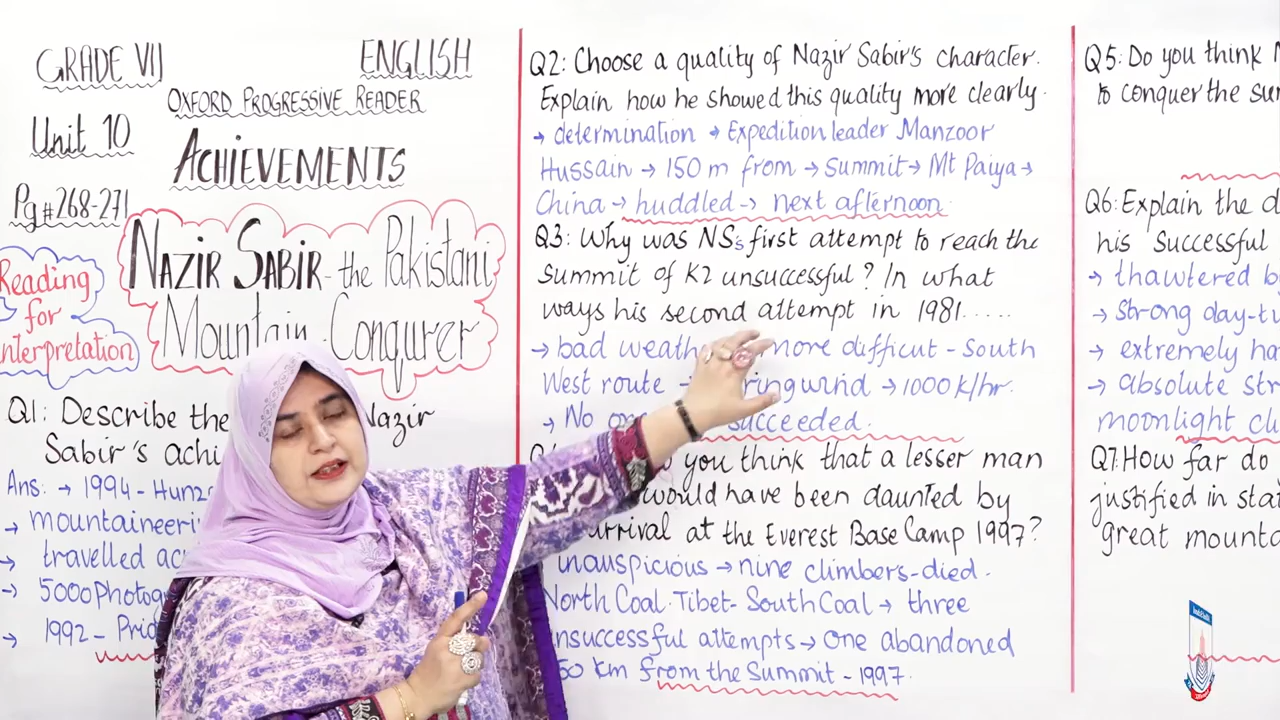 GRADE VII
ENGLISH
OXFORD PROGRESSIVE READER
Unit 10
ACHIEVEMENTS
Pg#268-271
Reading for Interpretation
NAZIR SABIR - the Pakistani
Mountain Conqurer
Q1: Describe the Nazir
Sabir's achi
Ans: → 1994 - Hunz
→ mountaineeri
→ travelled ac
→ 5000 Photog
→ 1992 - Prid
Q2: Choose a quality of Nazir Sabir's character.
Explain how he showed this quality more clearly.
→ determination → Expedition leader Manzoor
Hussain → 150 m from → Summit → Mt Paiya →
China → huddled → next afternoon.
Q3: Why was NS's first attempt to reach the
Summit of K2 unsuccessful? In what
ways his second attempt in 1981.....
→ bad weath more difficut - South
West route → ring wind → 1000 k/hr.
→ No one succeeded.
you think that a lesser man
would have been daunted by
arrival at the Everest Base Camp 1997?
inauspicious → nine climbers - died.
North Coal. Tibet - South Coal → three
nsuccessful attempts → one abandoned
50 km from the Summit - 1997.
Q5: Do you think
to conquer the su
Q6: Explain the d
his successful
→ thawtered b
→ Strong day-t
→ extremely ha
→ absolute str
moonlight cl
Q7: How far do
justified in sta
great mounta